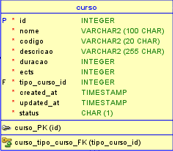 curso
P * id INTEGER
* nome VARCHAR2 (100 CHAR)
* codigo VARCHAR2 (20 CHAR)
* descricao VARCHAR2 (255 CHAR)
* duracao INTEGER
* ects INTEGER
F * tipo_curso_id INTEGER
* created_at TIMESTAMP
* updated_at TIMESTAMP
* status CHAR (1)
curso_PK (id)
curso_tipo_curso_FK (tipo_curso_id)